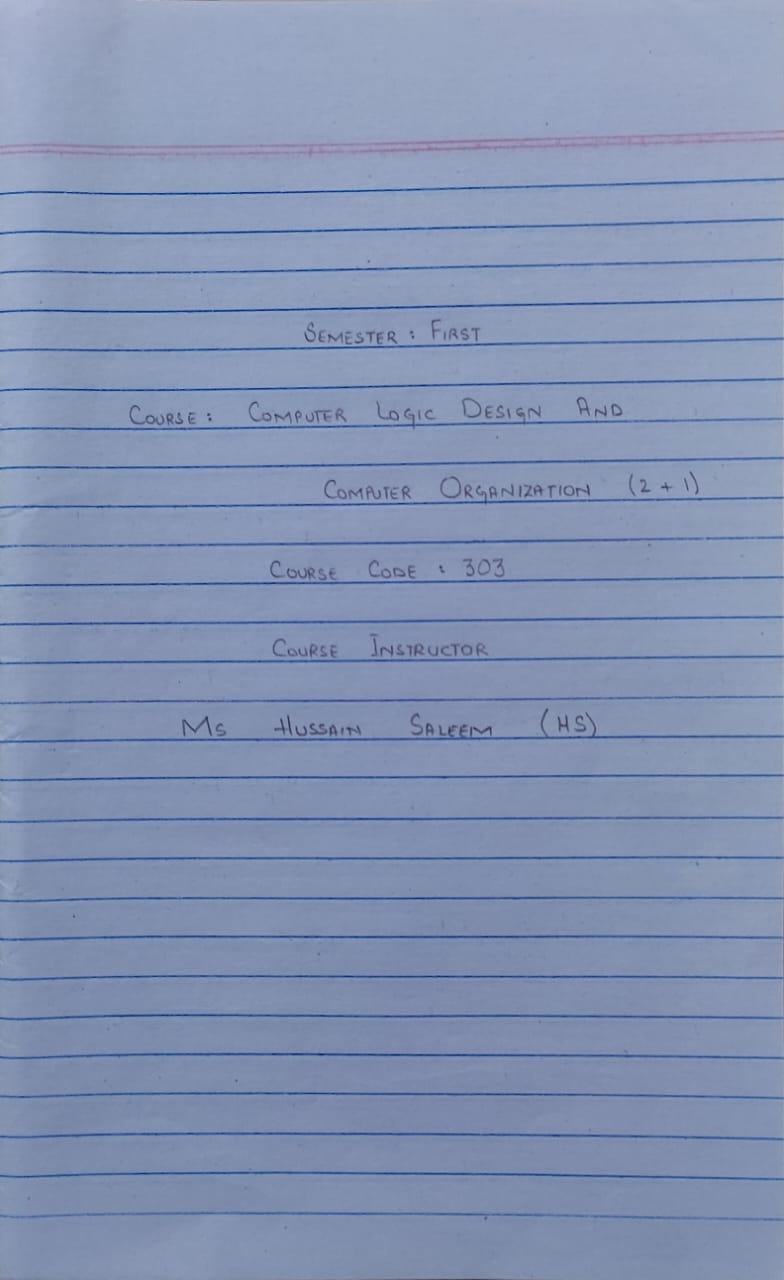 SEMESTER : FIRST
COURSE : COMPUTER LOGIC DESIGN AND
COMPUTER ORGANIZATION (2 + 1)
COURSE CODE : 303
COURSE INSTRUCTOR
MS HUSSAIN SALEEM (HS)